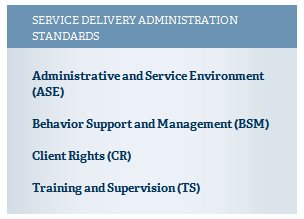 SERVICE DELIVERY ADMINISTRATION
STANDARDS
Administrative and Service Environment
(ASE)
Behavior Support and Management (BSM)
Client Rights (CR)
Training and Supervision (TS)